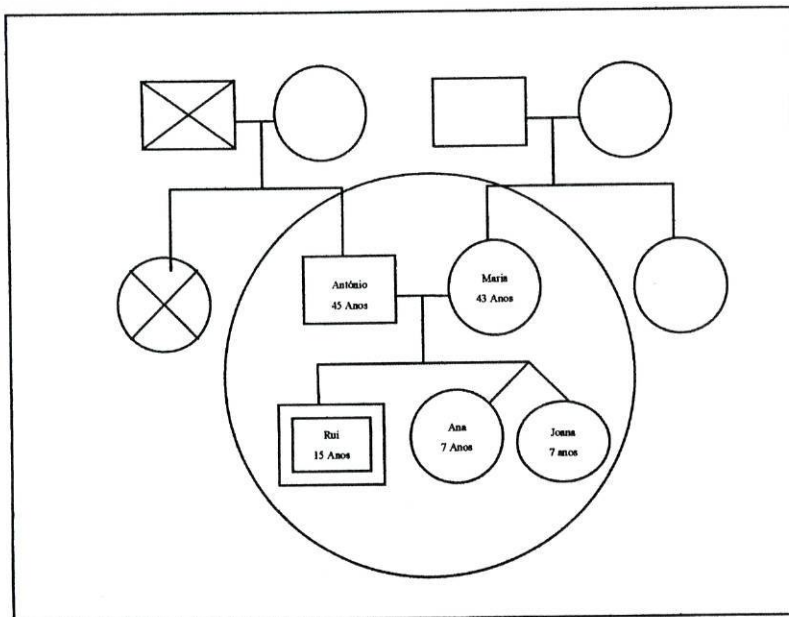 António
45 Anos
Maria
43 Anos
Rui
15 Anos
Ana
7 Anos
Joana
7 anos